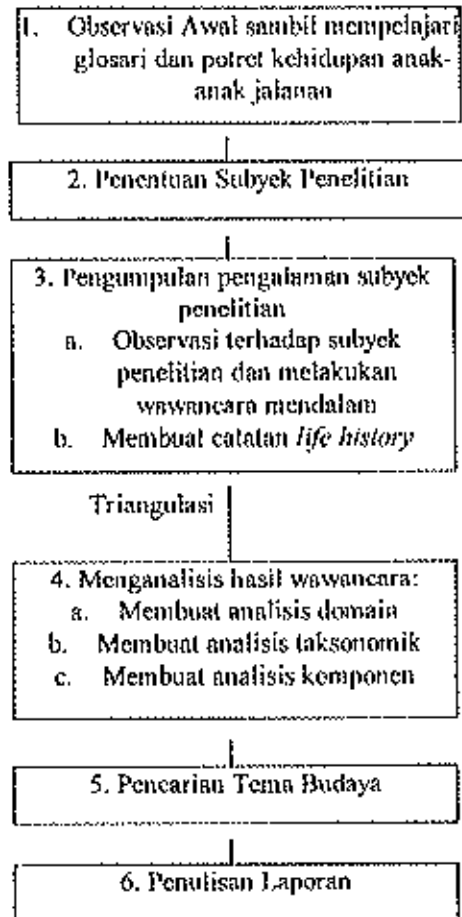 1. Observasi Awal sambil mempelajari
glosari dan potret kehidupan anak-
anak jalanan
2. Penentuan Subyek Penelitian
3. Pengumpulan pengalaman subyek
penelitian
a. Observasi terhadap subyek
penelitian dan melakukan
wawancara mendalam
b. Membuat catatan life history
Triangulasi
4. Menganalisis hasil wawancara:
a. Membuat analisis domain
b. Membuat analisis taksonomik
c. Membuat analisis komponen
5. Pencarian Tema Budaya
6. Penulisan Laporan